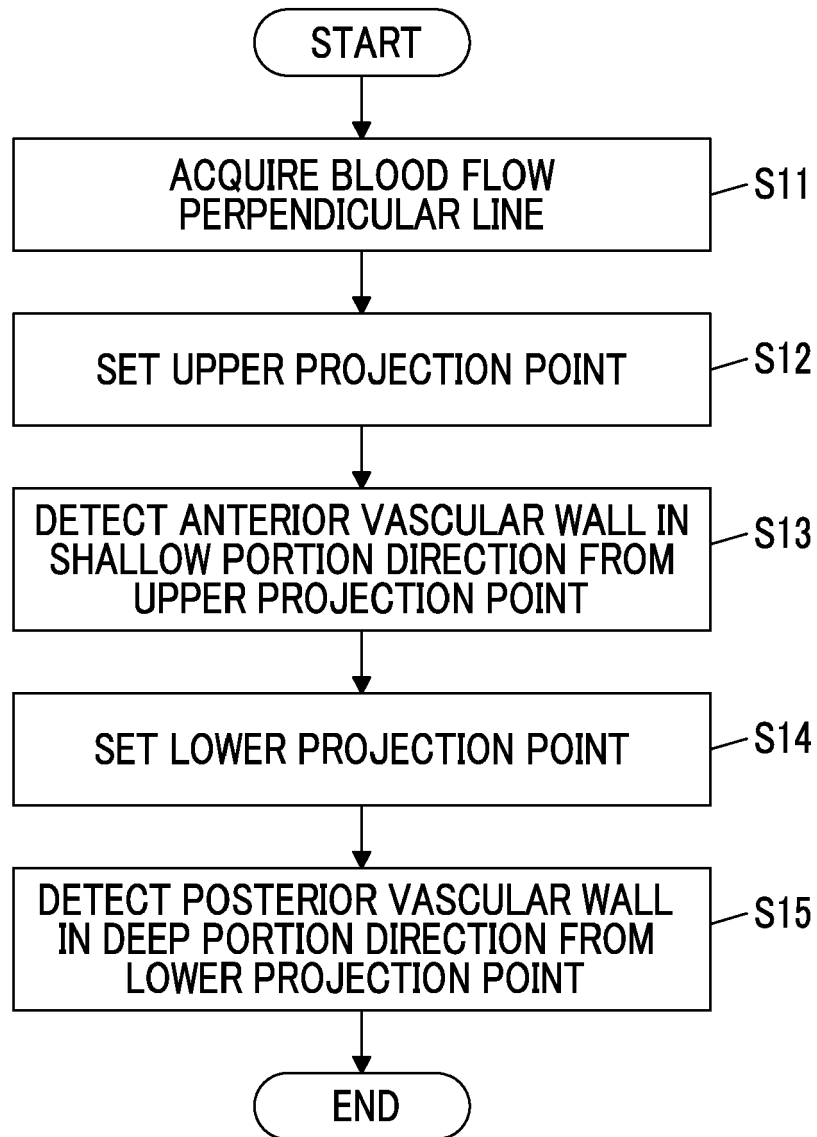 START
ACQUIRE BLOOD FLOW
PERPENDICULAR LINE
S11
SET UPPER PROJECTION POINT
S12
DETECT ANTERIOR VASCULAR WALL IN
SHALLOW PORTION DIRECTION FROM
UPPER PROJECTION POINT
S13
SET LOWER PROJECTION POINT
S14
DETECT POSTERIOR VASCULAR WALL
IN DEEP PORTION DIRECTION FROM
LOWER PROJECTION POINT
S15
END